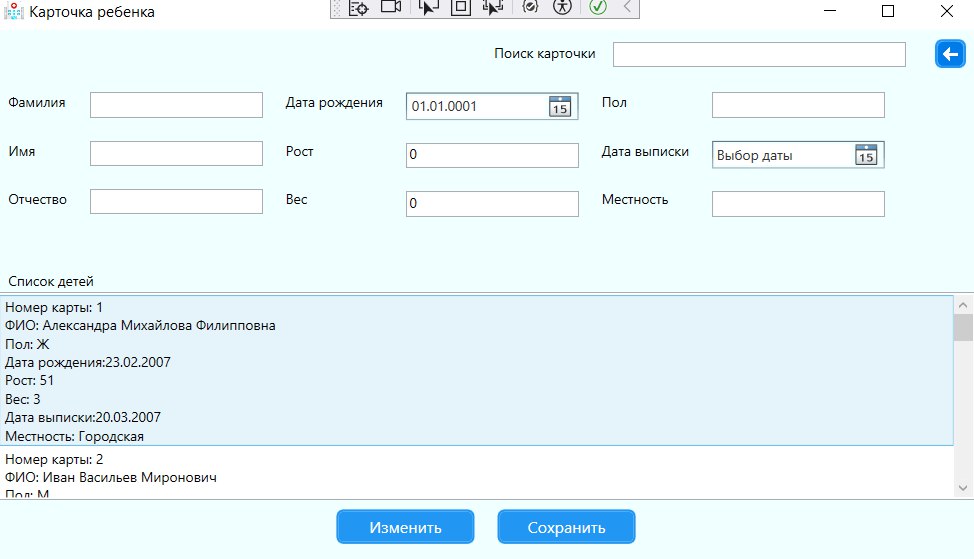 Карточка ребенка
Поиск карточки
Фамилия
Дата рождения
01.01.0001
15
Пол
Имя
Рост
0
Дата выписки
Выбор даты
15
Отчество
Вес
0
Местность
Список детей
Номер карты: 1
ФИО: Александра Михайлова Филипповна
Пол: Ж
Дата рождения:23.02.2007
Рост: 51
Вес: 3
Дата выписки:20.03.2007
Местность: Городская
Номер карты: 2
ФИО: Иван Васильев Миронович
Пол: М
Изменить
Сохранить